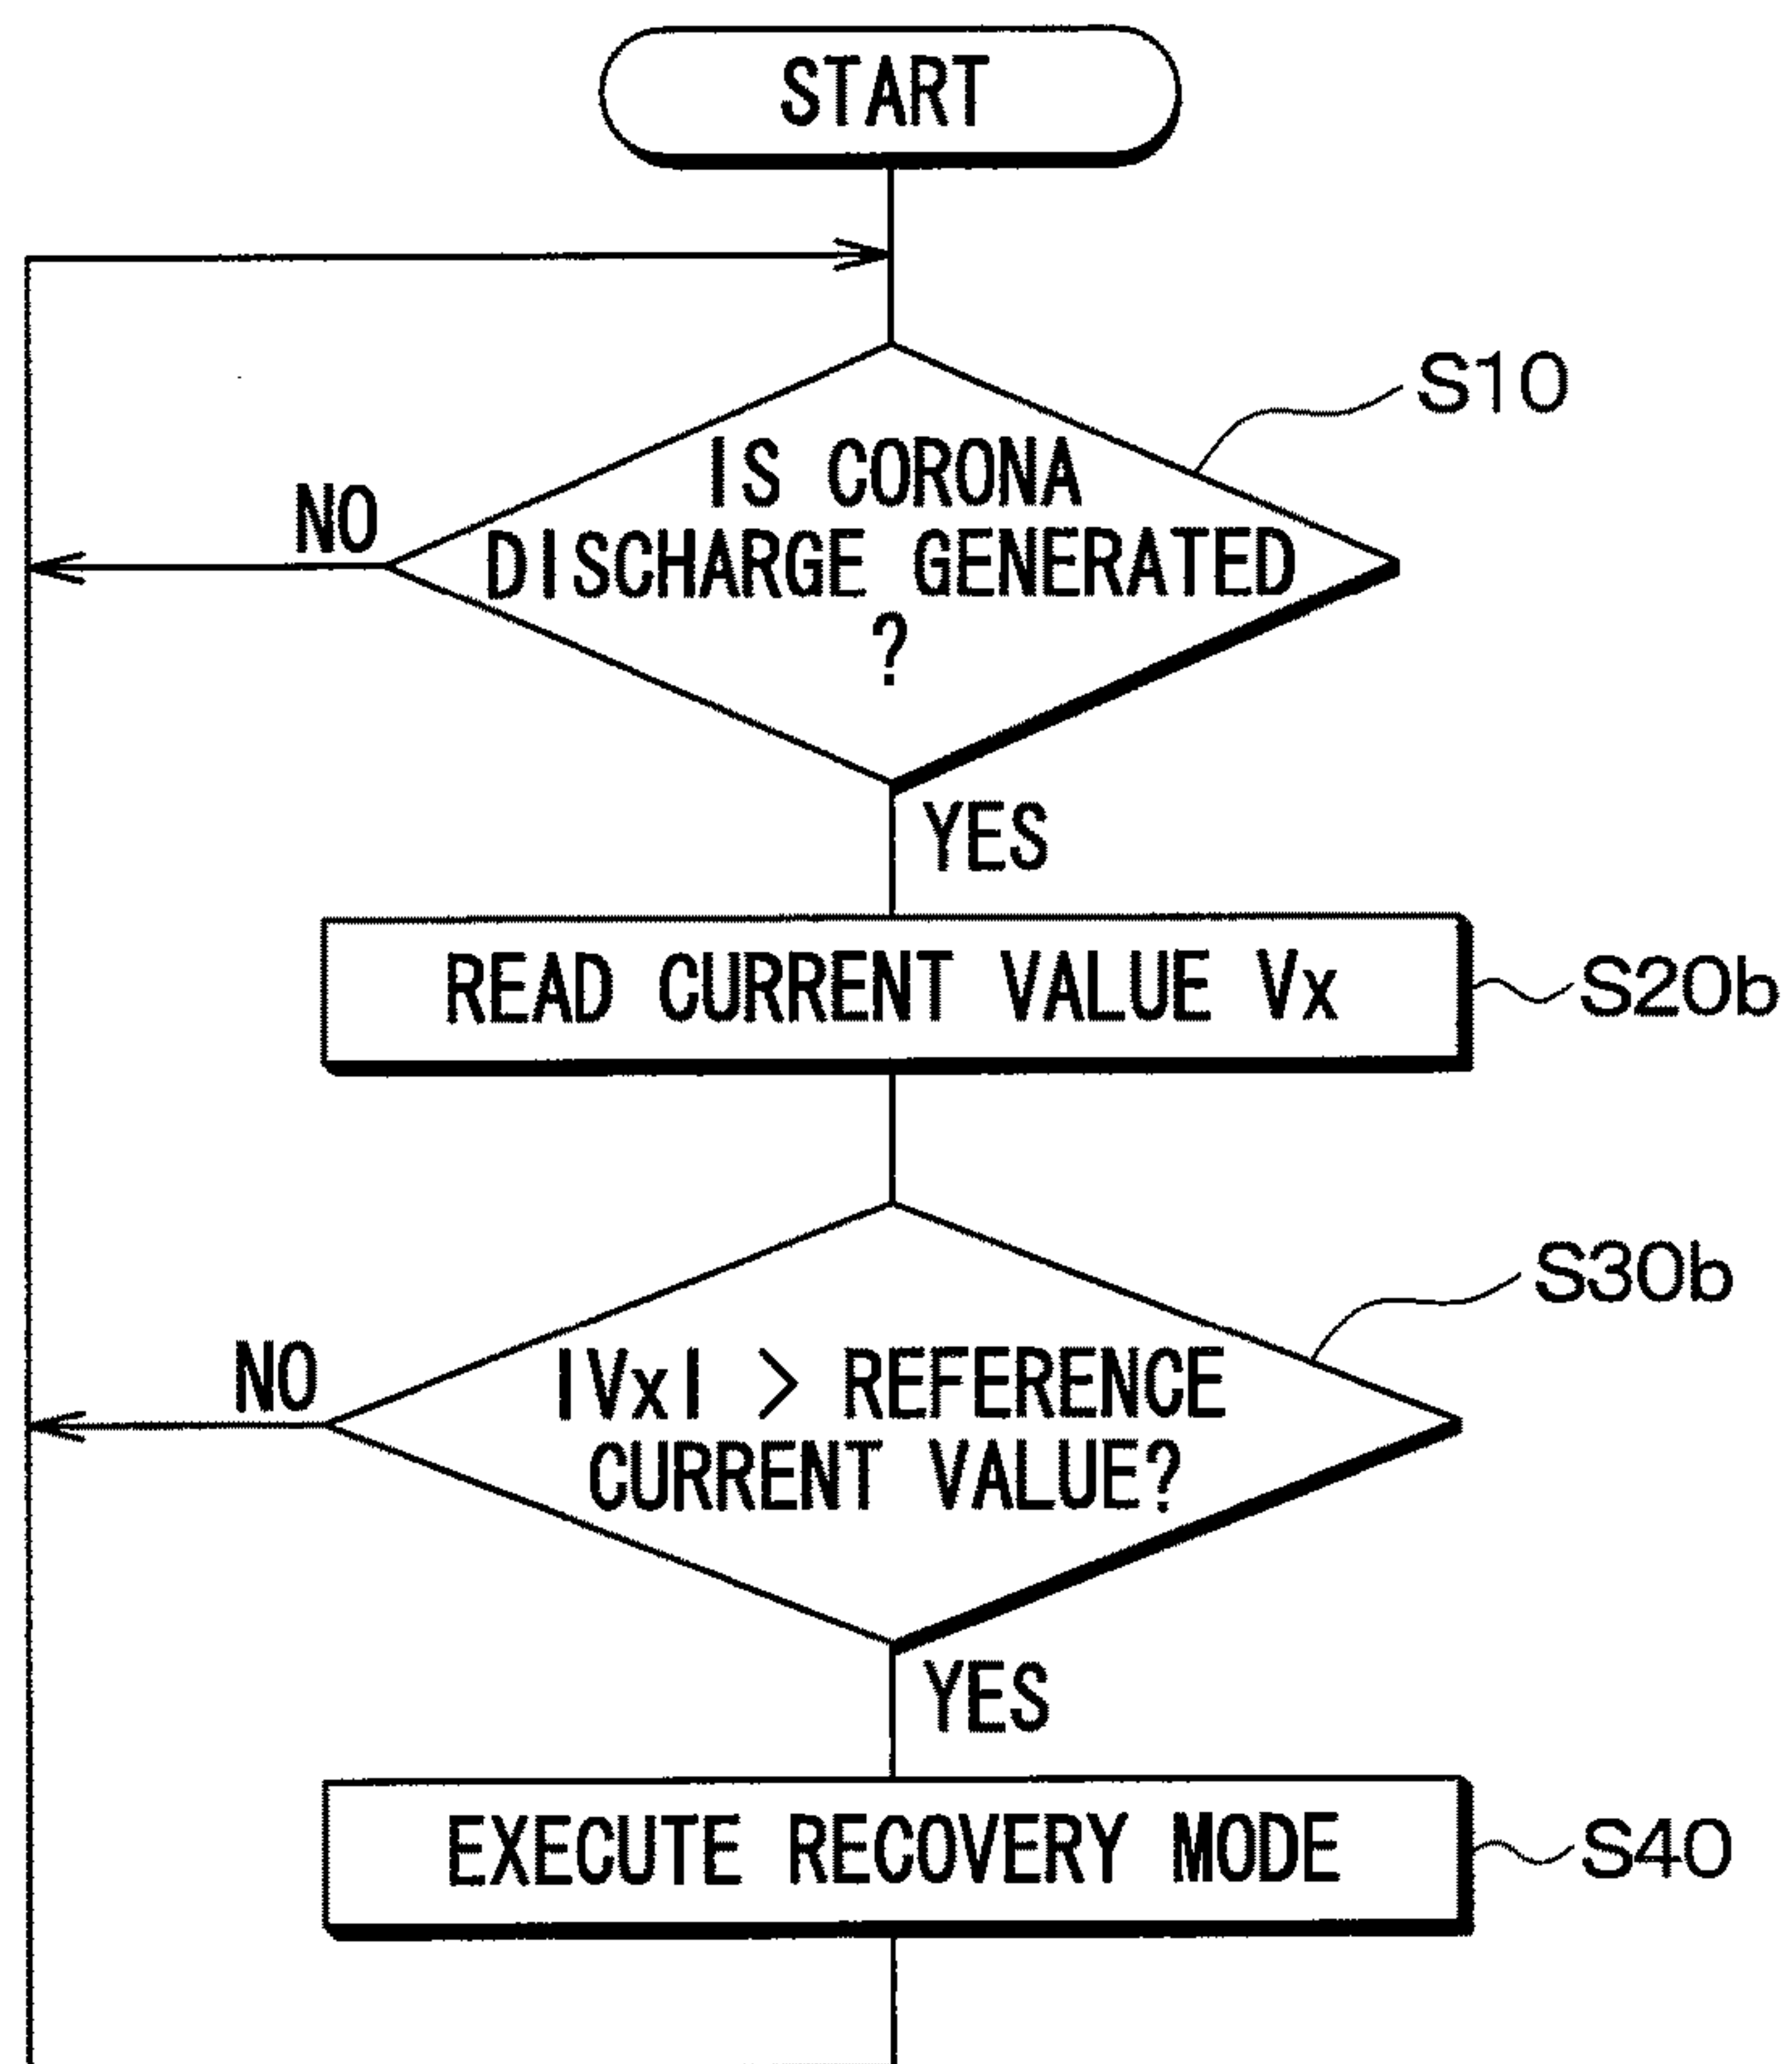 START
S10
IS CORONA
NO
DISCHARGE GENERATED
?
YES
READ CURRENT VALUE Vx
S20b
S30b
NO
|Vx| > REFERENCE
CURRENT VALUE?
YES
EXECUTE RECOVERY MODE
S40